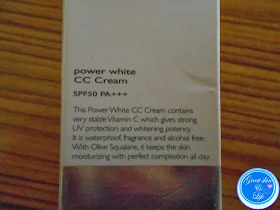 power white
CC Cream
SPF50 PA+++
This Power White CC Cream contains
very stable Vitamin C which gives strong
UV protection and whitening potency.
It is waterproof, fragrance and alcohol free.
With Olive Squalane, it keeps the skin
moisturizing with perfect complexion all day.
& Life